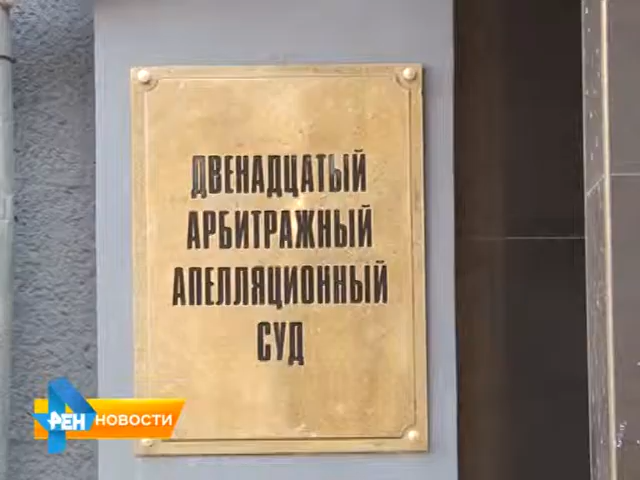 ДВЕНАДЦАТЫЙ
АРБИТРАЖНЫЙ
АПЕЛЛЯЦИОННЫЙ
СУД
РЕН НОВОСТИ